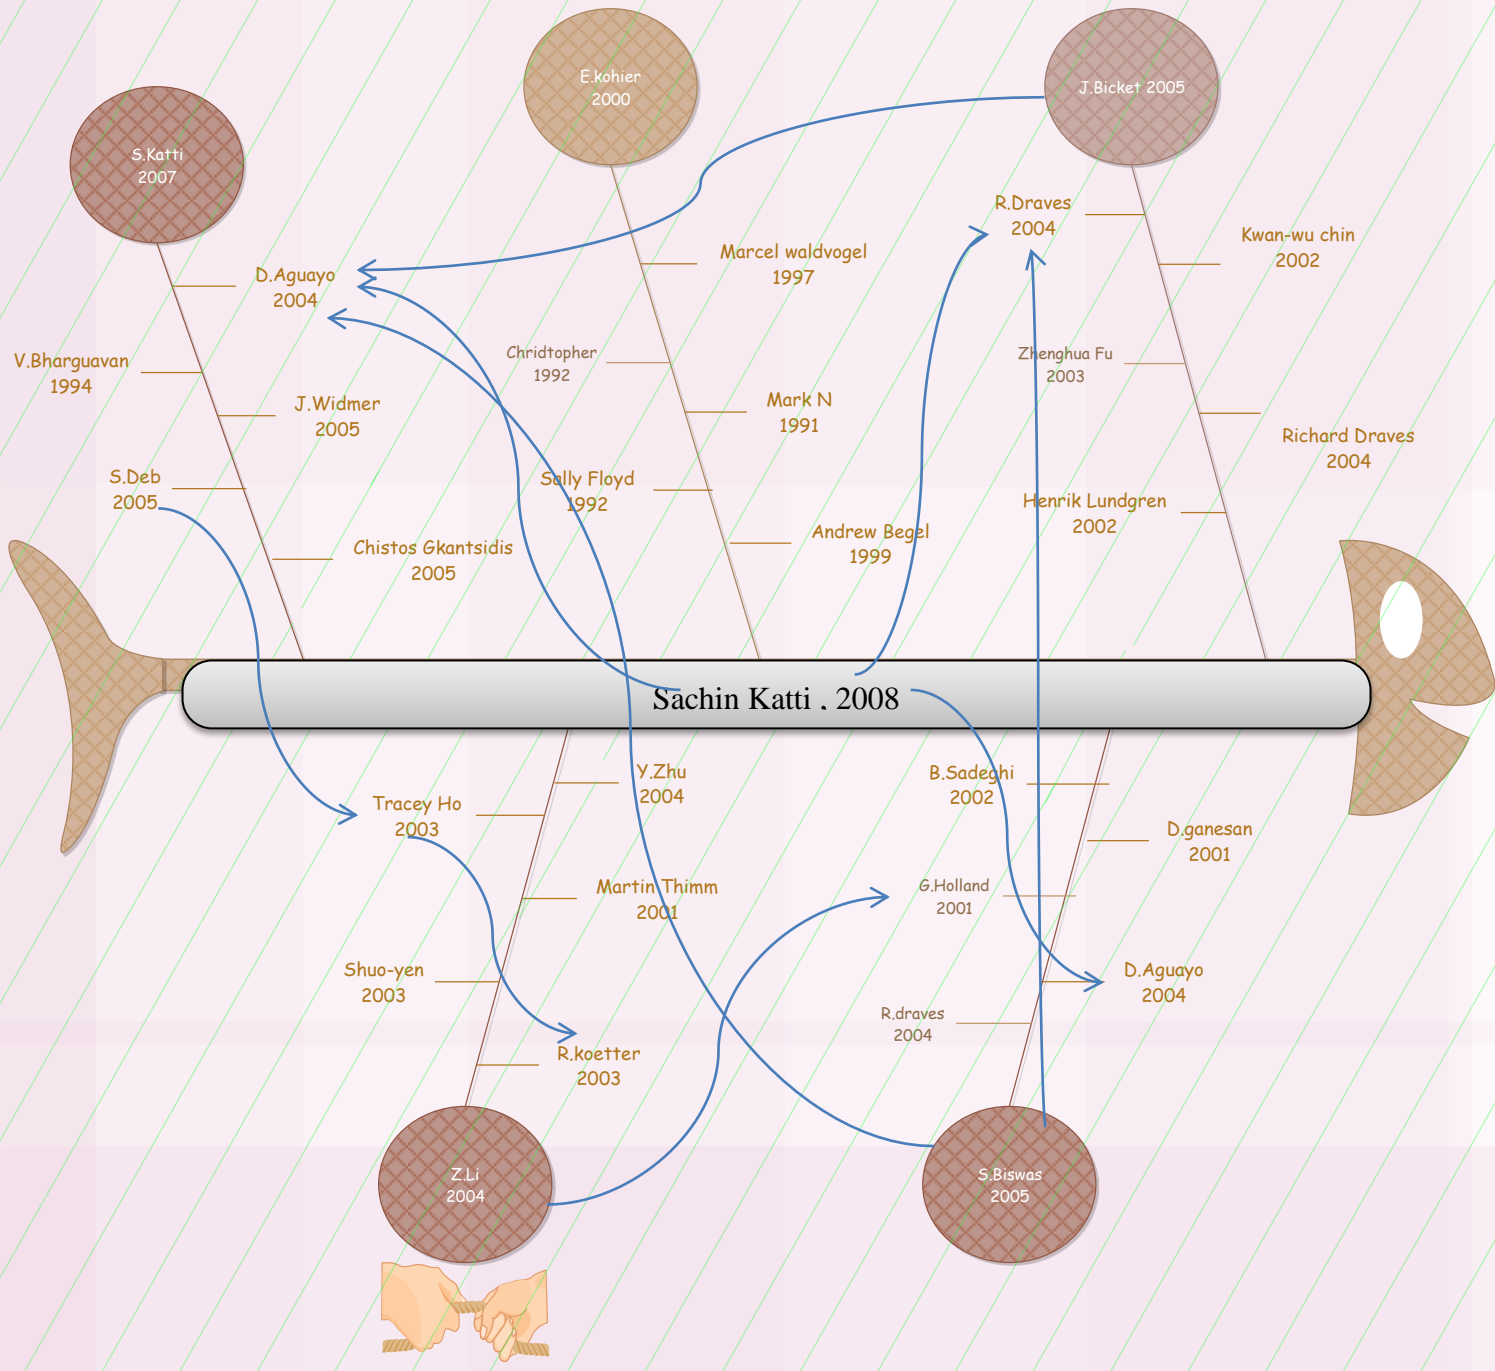 E.kohier
2000
J.Bicket 2005
S.Katti
2007
R.Draves
2004
Kwan-wu chin
2002
Marcel waldvogel
1997
D.Aguayo
2004
Chridtopher
1992
Zhenghua Fu
2003
V.Bharguavan
1994
J.Widmer
2005
Mark N
1991
Richard Draves
2004
S.Deb
2005
Sally Floyd
1992
Henrik Lundgren
2002
Andrew Begel
1999
Chistos Gkantsidis
2005
Sachin Katti , 2008
Y.Zhu
2004
B.Sadeghi
2002
Tracey Ho
2003
D.ganesan
2001
Martin Thimm
2001
G.Holland
2001
Shuo-yen
2003
D.Aguayo
2004
R.draves
2004
R.koetter
2003
Z.Li
2004
S.Biswas
2005